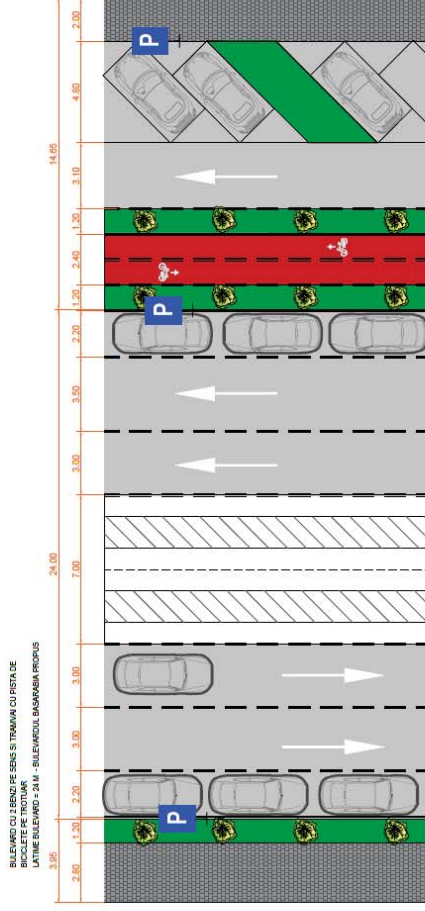 BULEVARD CU 2 BENZI PE SENS SI TRAMVAI CU PISTA DE
BICICLETE PE TROTUAR
LATIME BULEVARD = 24 M - BULEVARDUL BASARABIA PROPUS
3.95 24.00 14.65
2.80 1.20 2.20 3.00 3.00 7.00 3.00 3.50 2.20 1.20 2.40 1.20 3.10 4.80 2.00
P
P
P